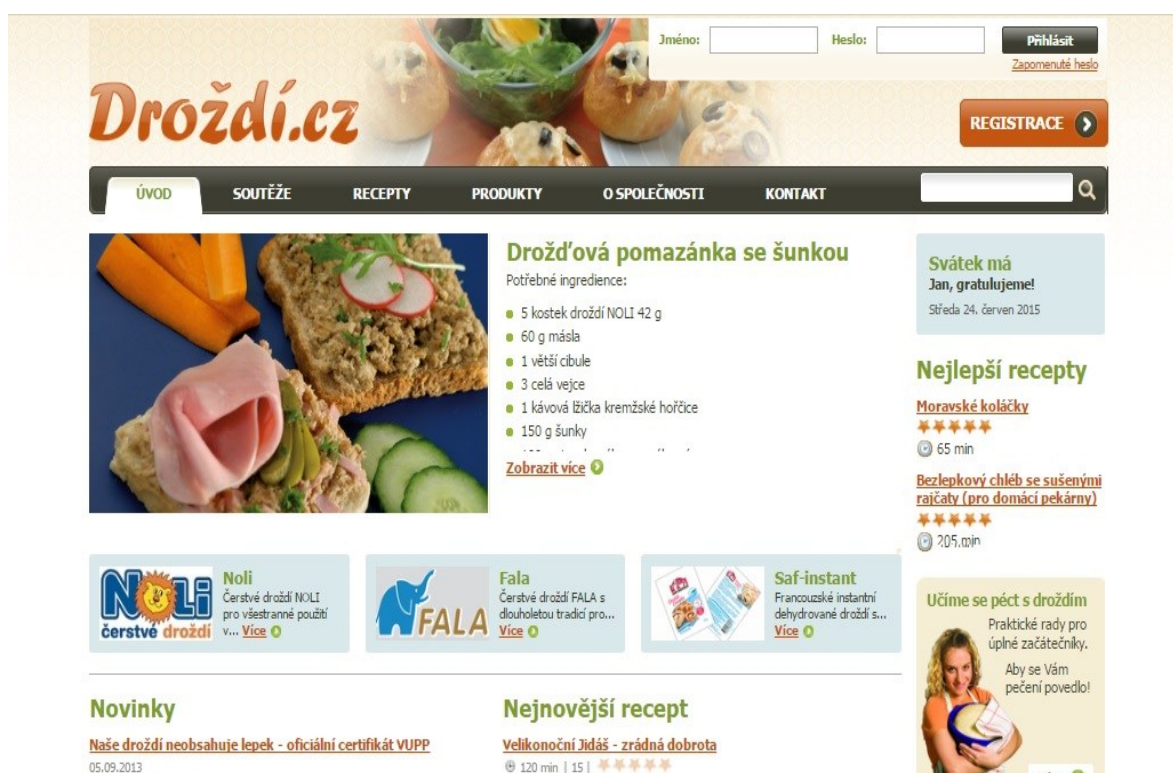 Jméno:
Heslo:
Přihlásit
Zapomenuté heslo
Droždí.cz
REGISTRACE
ÚVOD
SOUTĚŽE
RECEPTY
PRODUKTY
O SPOLEČNOSTI
KONTAKT
Drožďová pomazánka se šunkou
Potřebné ingredience:
5 kostek droždí NOLI 42 g
60 g másla
1 větší cibule
3 celá vejce
1 kávová lžička kremžské hořčice
150 g šunky
Zobrazit více
Svátek má
Jan, gratulujeme!
Středa 24. červen 2015
Nejlepší recepty
Moravské koláčky
65 min
Bezlepkový chléb se sušenými
rajčaty (pro domácí pekárny)
205 min
NOLI
čerstvé droždí
Noli
Čerstvé droždí NOLI
pro všestranné použití
v... Více
FALA
Fala
Čerstvé droždí FALA s
dlouholetou tradicí pro...
Více
Saf-instant
Francouzské instantní
dehydrované droždí s...
Více
Učíme se péct s droždím
Praktické rady pro
úplné začátečníky.
Aby se Vám
pečení povedlo!
Novinky
Naše droždí neobsahuje lepek - oficiální certifikát VUPP
05.09.2013
Nejnovější recept
Velikonoční Jidáš - zrádná dobrota
120 min | 15 |